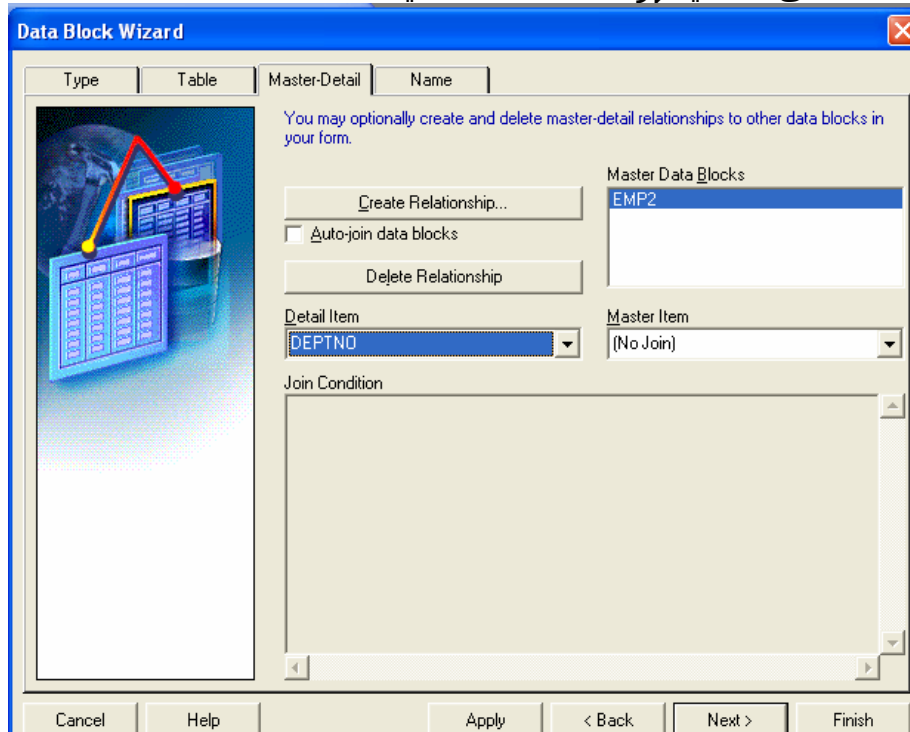 Data Block Wizard
Type Table Master-Detail Name
You may optionally create and delete master-detail relationships to other data blocks in
your form.
Master Data Blocks
Create Relationship...
EMP2
Auto-join data blocks
Delete Relationship
Detail Item Master Item
DEPTNO (No Join)
Join Condition
Cancel Help Apply < Back Next > Finish